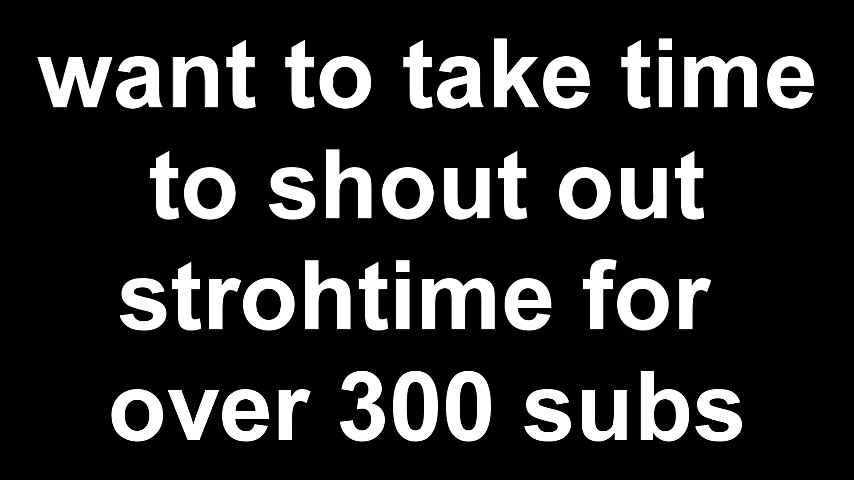 want to take time
to shout out
strohtime for
over 300 subs